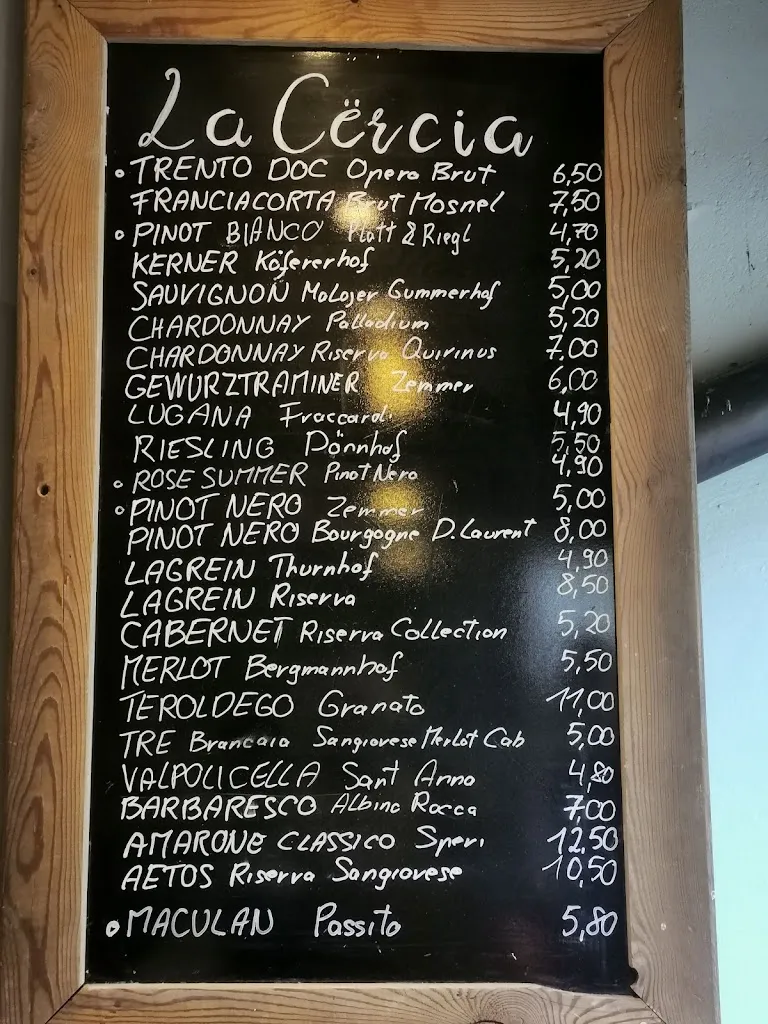 La Cërcia
• TRENTO DOC Opera Brut 6,50
FRANCIACORTA Brut Mosnel 7,50
• PINOT BIANCO Platt & Riegl 4,70
KERNER Köfererhof 5,20
SAUVIGNON Molojer Gummerhof 5,00
CHARDONNAY Palladium 5,20
CHARDONNAY Riserva Quirinus 7,00
GEWURZTRAMINER Zemmer 6,00
LUGANA Fraccaroli 4,90
RIESLING Dönnhof 5,50
• ROSE SUMMER Pinot Nero 4,90
• PINOT NERO Zemmer 5,00
PINOT NERO Bourgogne D. Laurent 8,00
LAGREIN Thurnhof 4,90
LAGREIN Riserva 8,50
CABERNET Riserva Collection 5,20
MERLOT Bergmannhof 5,50
TEROLDEGO Granato 11,00
TRE Brancaia Sangiovese Merlot Cab 5,00
VALPOLICELLA Sant Anna 4,80
BARBARESCO Albino Rocca 7,00
AMARONE CLASSICO Speri 12,50
AETOS Riserva Sangiovese 10,50
• MACULAN Passito 5,80